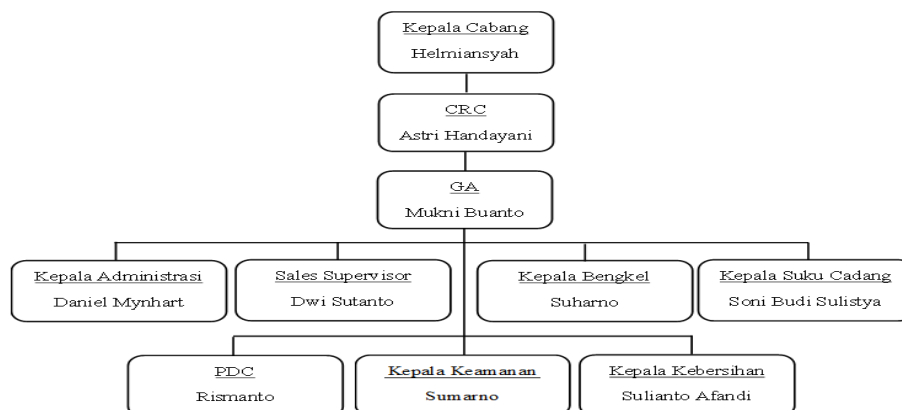 Kepala Cabang
Helmiansyah
CRC
Astri Handayani
GA
Mukni Buanto
Kepala Administrasi
Daniel Mynhart
Sales Supervisor
Dwi Sutanto
Kepala Bengkel
Suharno
Kepala Suku Cadang
Soni Budi Sulistya
PDC
Rismanto
Kepala Keamanan
Sumarno
Kepala Kebersihan
Sulianto Afandi